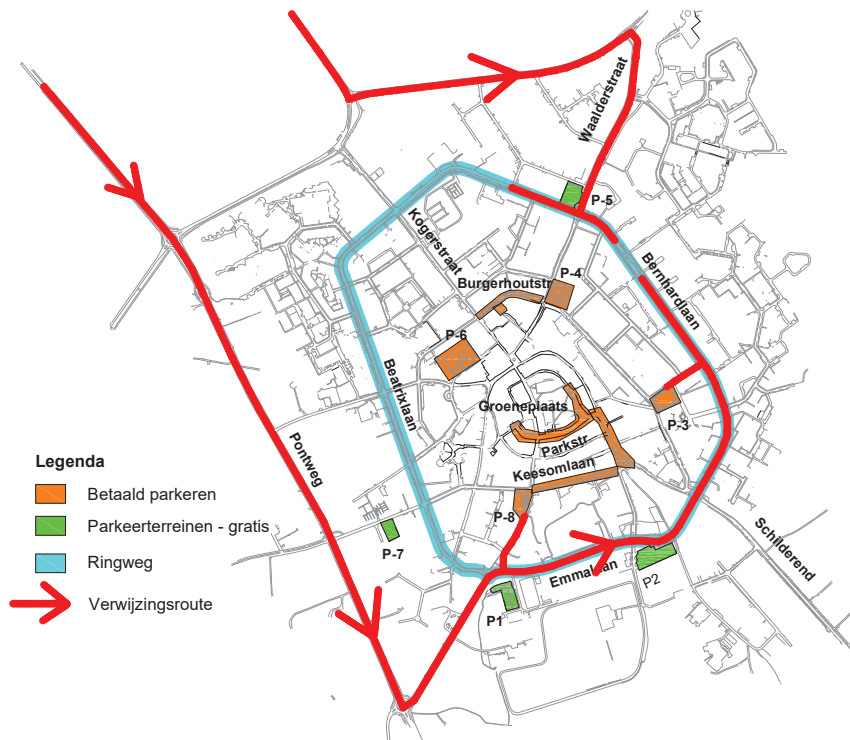 Waalderstraat
P-5
Kogerstraat
Bernhardlaan
P-4
Burgerhoutstr
P-6
Beatrixlaan
Groeneplaats
P-3
Parkstr
Keesomlaan
Pontweg
P-8
P-7
Schilderend
Emmalaan
P2
P1
Legenda
Betaald parkeren
Parkeerterreinen - gratis
Ringweg
Verwijzingsroute